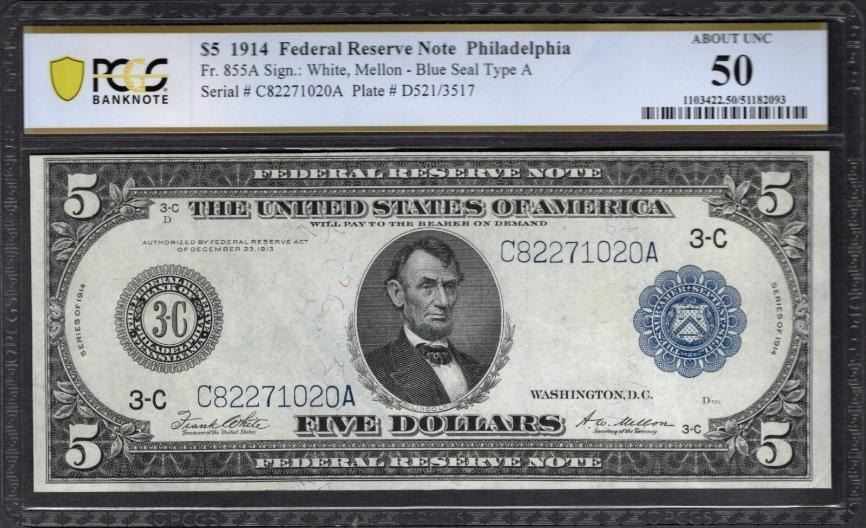 PCGS
BANKNOTE
$5 1914 Federal Reserve Note Philadelphia
Fr. 855A Sign.: White, Mellon - Blue Seal Type A
Serial # C82271020A Plate # D521/3517
ABOUT UNC
50
1103422.50/51182093
FEDERAL RESERVE NOTE
5
5
3-C
D
THE UNITED STATES OF AMERICA
WILL PAY TO THE BEARER ON DEMAND
AUTHORIZED BY FEDERAL RESERVE ACT
OF DECEMBER 23, 1913
C82271020A
3-C
SERIES OF 1914
3-C
SERIES OF 1914
3-C
C82271020A
LINCOLN
WASHINGTON, D.C.
D521
Frank White
Treasurer of the United States
FIVE DOLLARS
A.W. Mellon
Secretary of the Treasury
3-C
5
5
FEDERAL RESERVE NOTE